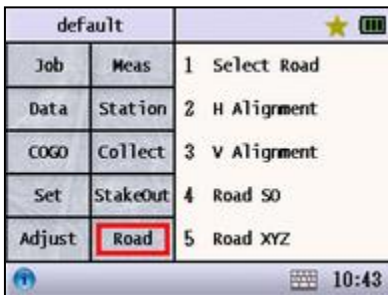 default
Job Meas 1 Select Road
Data Station 2 H Alignment
COGO Collect 3 V Alignment
Set StakeOut 4 Road SO
Adjust Road 5 Road XYZ
10:43